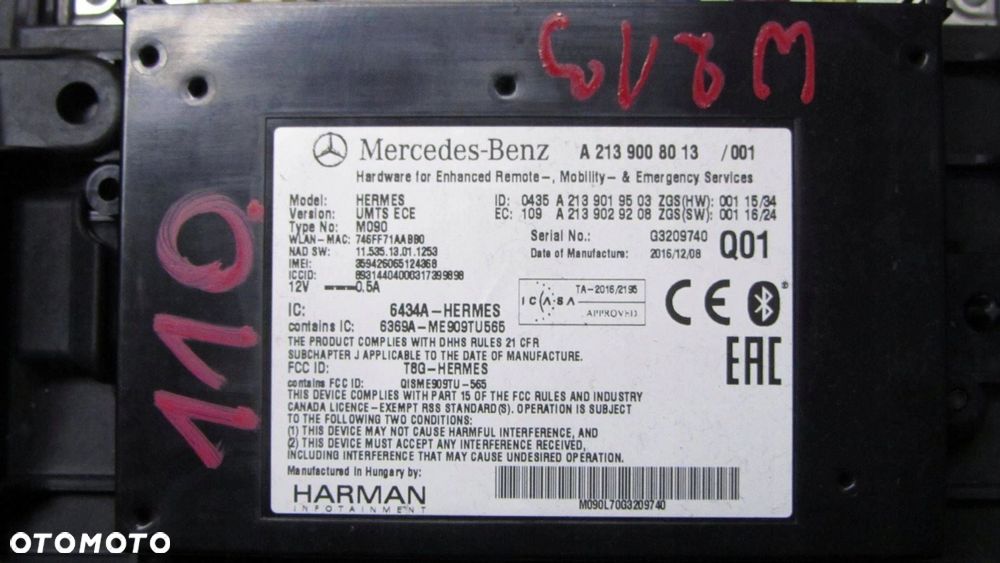 W213
110.
Mercedes-Benz A 213 900 80 13 /001
Hardware for Enhanced Remote-, Mobility- & Emergency Services
Model: HERMES ID: 0435 A 213 901 95 03 ZGS(HW): 001 15/34
Version: UMTS ECE EC: 109 A 213 902 92 08 ZGS(SW): 001 16/24
Type No: M090
WLAN-MAC: 746FF71AABB0 Serial No.: G3209740 Q01
NAD SW: 11.535.13.01.1253 Date of Manufacture: 2016/12/08
IMEI: 359426065124368
ICCID: 89314404000317399898
12V 0.5A
ICASA TA-2016/2195 APPROVED
CE
EAC
IC: 6434A-HERMES
contains IC: 6369A-ME909TU565
THE PRODUCT COMPLIES WITH DHHS RULES 21 CFR
SUBCHAPTER J APPLICABLE TO THE DATE OF MANUFACTURE.
FCC ID: T8G-HERMES
contains FCC ID: QISME909TU-565
THIS DEVICE COMPLIES WITH PART 15 OF THE FCC RULES AND INDUSTRY
CANADA LICENCE-EXEMPT RSS STANDARD(S). OPERATION IS SUBJECT
TO THE FOLLOWING TWO CONDITIONS:
(1) THIS DEVICE MAY NOT CAUSE HARMFUL INTERFERENCE, AND
(2) THIS DEVICE MUST ACCEPT ANY INTERFERENCE RECEIVED,
INCLUDING INTERFERENCE THAT MAY CAUSE UNDESIRED OPERATION.
Manufactured in Hungary by:
HARMAN
INFOTAINMENT
M090L70G3209740
OTOMOTO